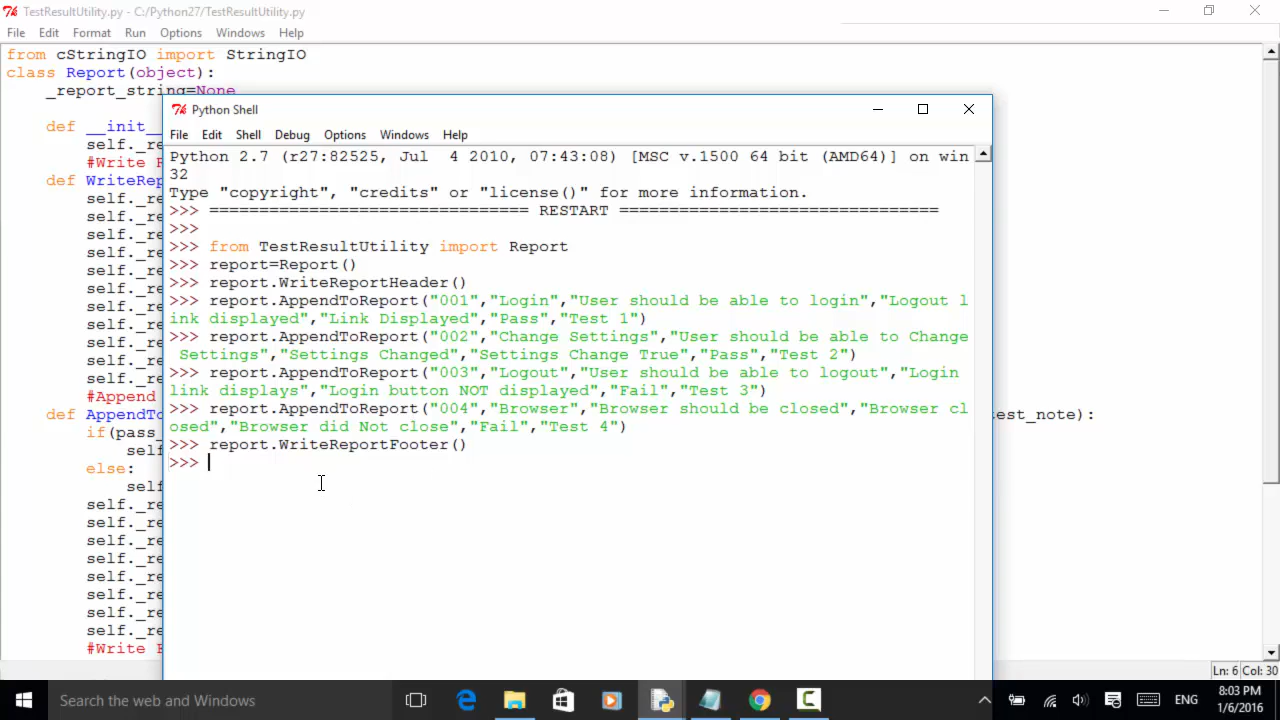 TestResultUtility.py - C:/Python27/TestResultUtility.py
File Edit Format Run Options Windows Help
from cStringIO import StringIO
class Report(object):
_report_string=None
def __init__
self._re
#Write R
def WriteRep
self._re
self._re
self._re
self._re
self._re
self._re
self._re
self._re
self._re
self._re
self._re
#Append
def AppendTo
est_note):
if(pass_
self
else:
self
self._re
self._re
self._re
self._re
self._re
self._re
self._re
self._re
#Write
Python Shell
File Edit Shell Debug Options Windows Help
Python 2.7 (r27:82525, Jul  4 2010, 07:43:08) [MSC v.1500 64 bit (AMD64)] on win
32
Type "copyright", "credits" or "license()" for more information.
>>> ================================ RESTART ================================
>>>
>>> from TestResultUtility import Report
>>> report=Report()
>>> report.WriteReportHeader()
>>> report.AppendToReport("001","Login","User should be able to login","Logout l
ink displayed","Link Displayed","Pass","Test 1")
>>> report.AppendToReport("002","Change Settings","User should be able to Change
 Settings","Settings Changed","Settings Change True","Pass","Test 2")
>>> report.AppendToReport("003","Logout","User should be able to logout","Login
link displays","Login button NOT displayed","Fail","Test 3")
>>> report.AppendToReport("004","Browser","Browser should be closed","Browser cl
osed","Browser did Not close","Fail","Test 4")
>>> report.WriteReportFooter()
>>>
Ln: 6 Col: 30
Search the web and Windows
ENG
8:03 PM
1/6/2016